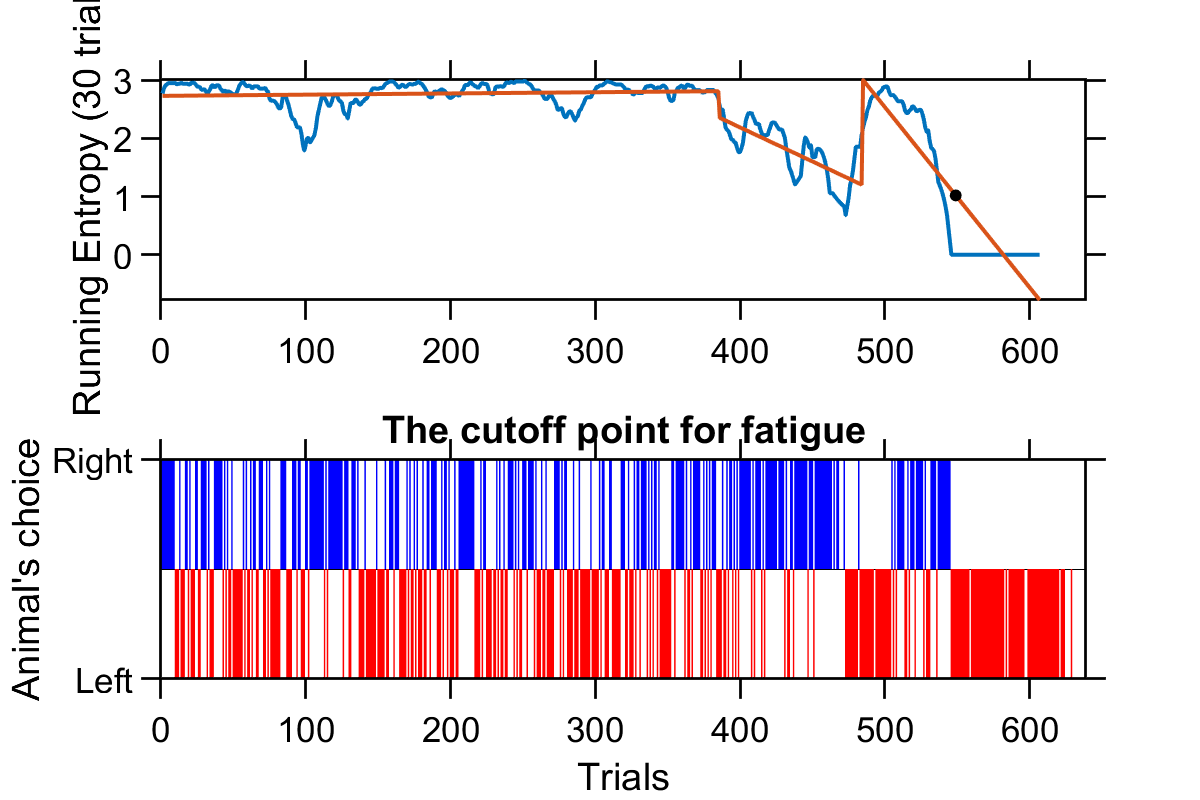 Running Entropy (30 trial
3
2
1
0
0 100 200 300 400 500 600
The cutoff point for fatigue
Animal's choice
Right
Left
0 100 200 300 400 500 600
Trials